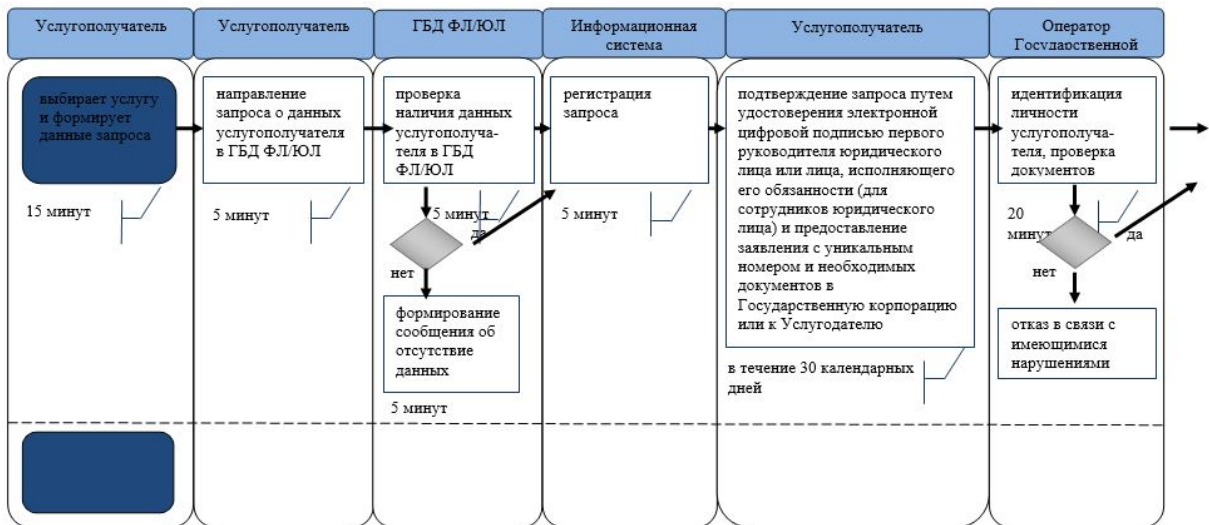 Услугополучатель
Услугополучатель
ГБД ФЛ/ЮЛ
Информационная
система
Услугополучатель
Оператор
Государственной
выбирает услугу
и формирует
данные запроса
15 минут
направление
запроса о данных
услугополучателя
в ГБД ФЛ/ЮЛ
5 минут
проверка
наличия данных
услугополуча-
теля в ГБД
ФЛ/ЮЛ
5 минут
да
нет
формирование
сообщения об
отсутствие
данных
5 минут
регистрация
запроса
5 минут
подтверждение запроса путем
удостоверения электронной
цифровой подписью первого
руководителя юридического
лица или лица, исполняющего
его обязанности (для
сотрудников юридического
лица) и предоставление
заявления с уникальным
номером и необходимых
документов в
Государственную корпорацию
или к Услугодателю
в течение 30 календарных
дней
идентификация
личности
услугополуча-
теля, проверка
документов
20
минут
да
нет
отказ в связи с
имеющимися
нарушениями